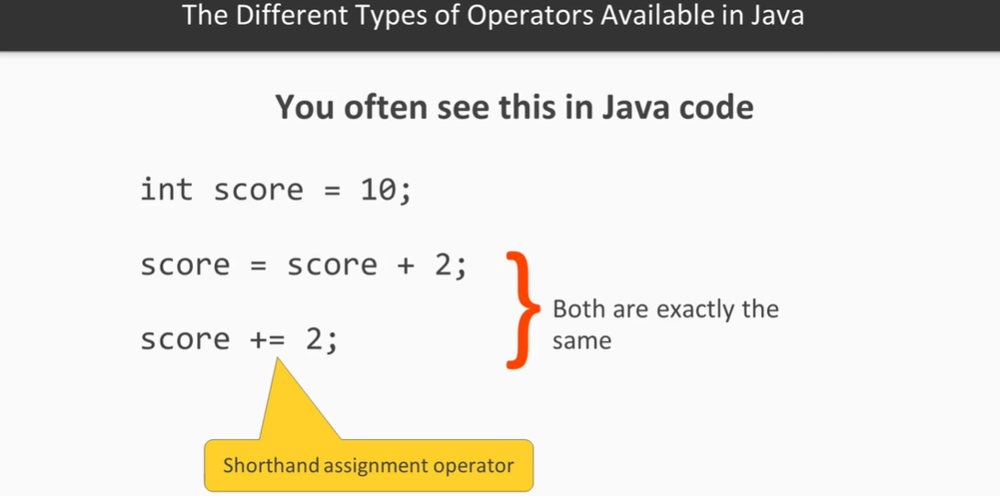 The Different Types of Operators Available in Java
You often see this in Java code
int score = 10;
score = score + 2;
score += 2;
Both are exactly the
same
Shorthand assignment operator